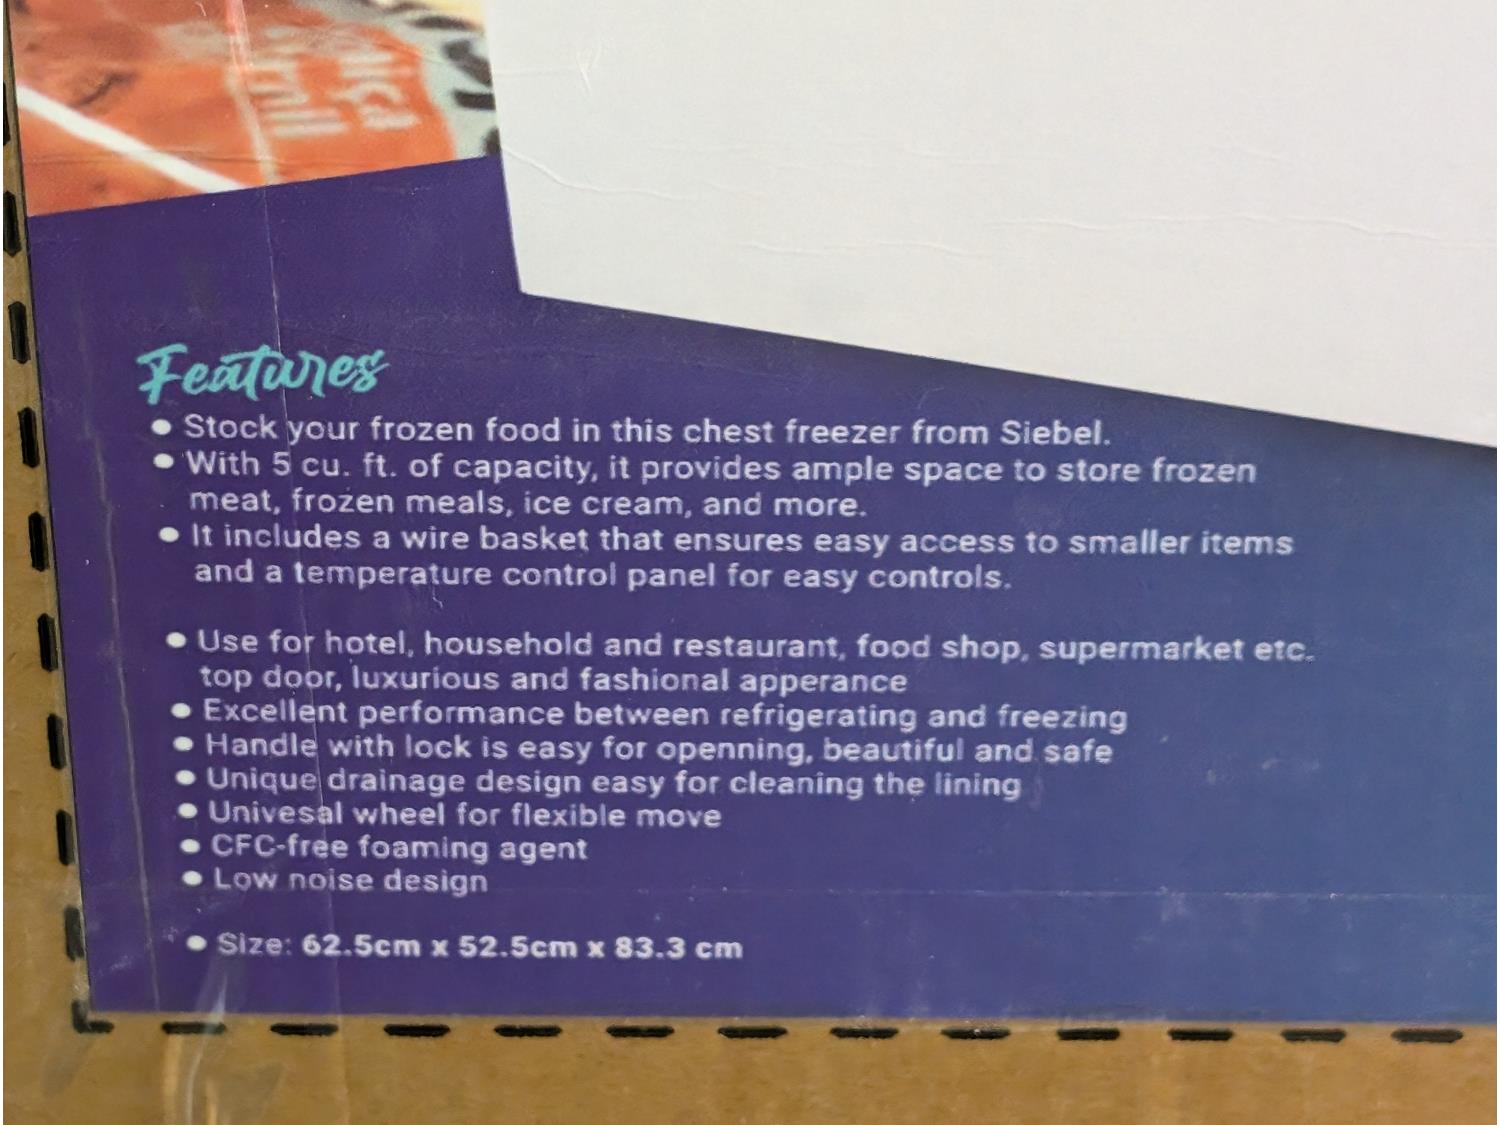 Features
• Stock your frozen food in this chest freezer from Siebel.
• With 5 cu. ft. of capacity, it provides ample space to store frozen
meat, frozen meals, ice cream, and more.
• It includes a wire basket that ensures easy access to smaller items
and a temperature control panel for easy controls.
• Use for hotel, household and restaurant, food shop, supermarket etc.
top door, luxurious and fashional apperance
• Excellent performance between refrigerating and freezing
• Handle with lock is easy for openning, beautiful and safe
• Unique drainage design easy for cleaning the lining
• Univesal wheel for flexible move
• CFC-free foaming agent
• Low noise design
• Size: 62.5cm x 52.5cm x 83.3 cm